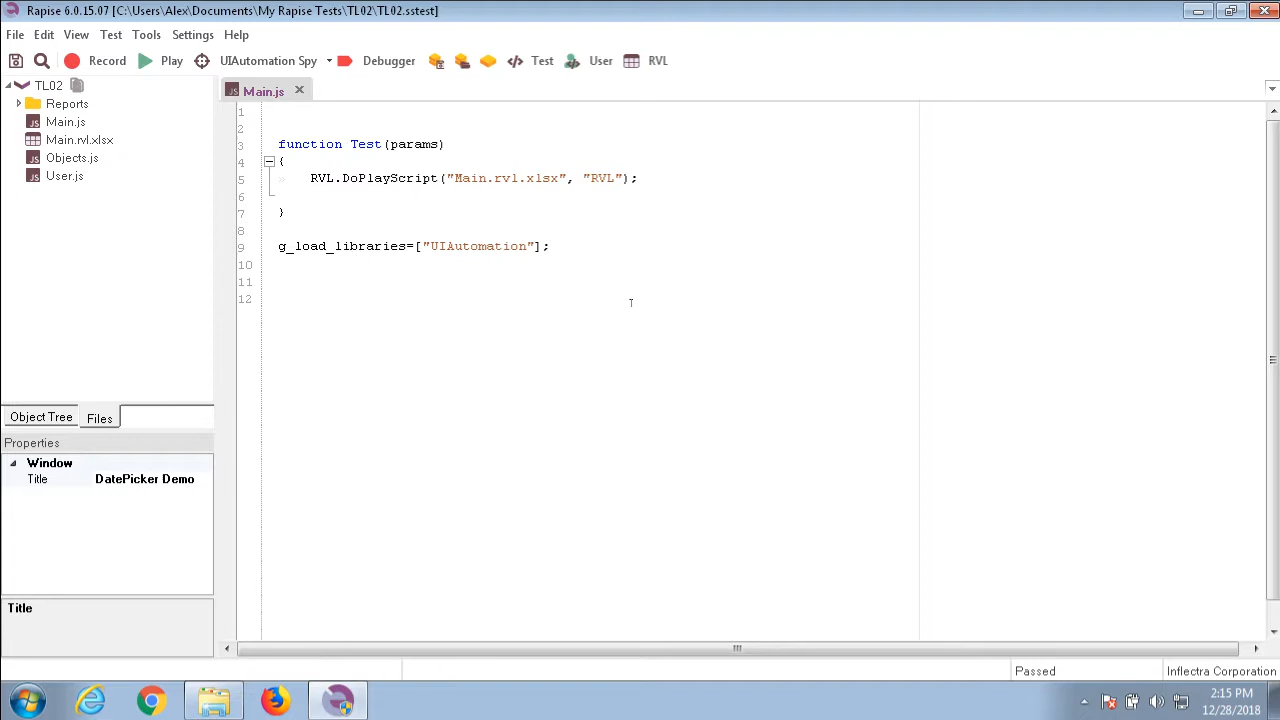 Rapise 6.0.15.07 [C:\Users\Alex\Documents\My Rapise Tests\TL02\TL02.sstest]
File Edit View Test Tools Settings Help
Record Play UIAutomation Spy Debugger Test User RVL
TL02
Reports
Main.js
Main.rvl.xlsx
Objects.js
User.js
Object Tree Files
Properties
Window
Title DatePicker Demo
Title
Main.js
1
2
3 function Test(params)
4 {
5 RVL.DoPlayScript("Main.rvl.xlsx", "RVL");
6
7 }
8
9 g_load_libraries=["UIAutomation"];
10
11
12
Passed Inflectra Corporation
2:15 PM
12/28/2018